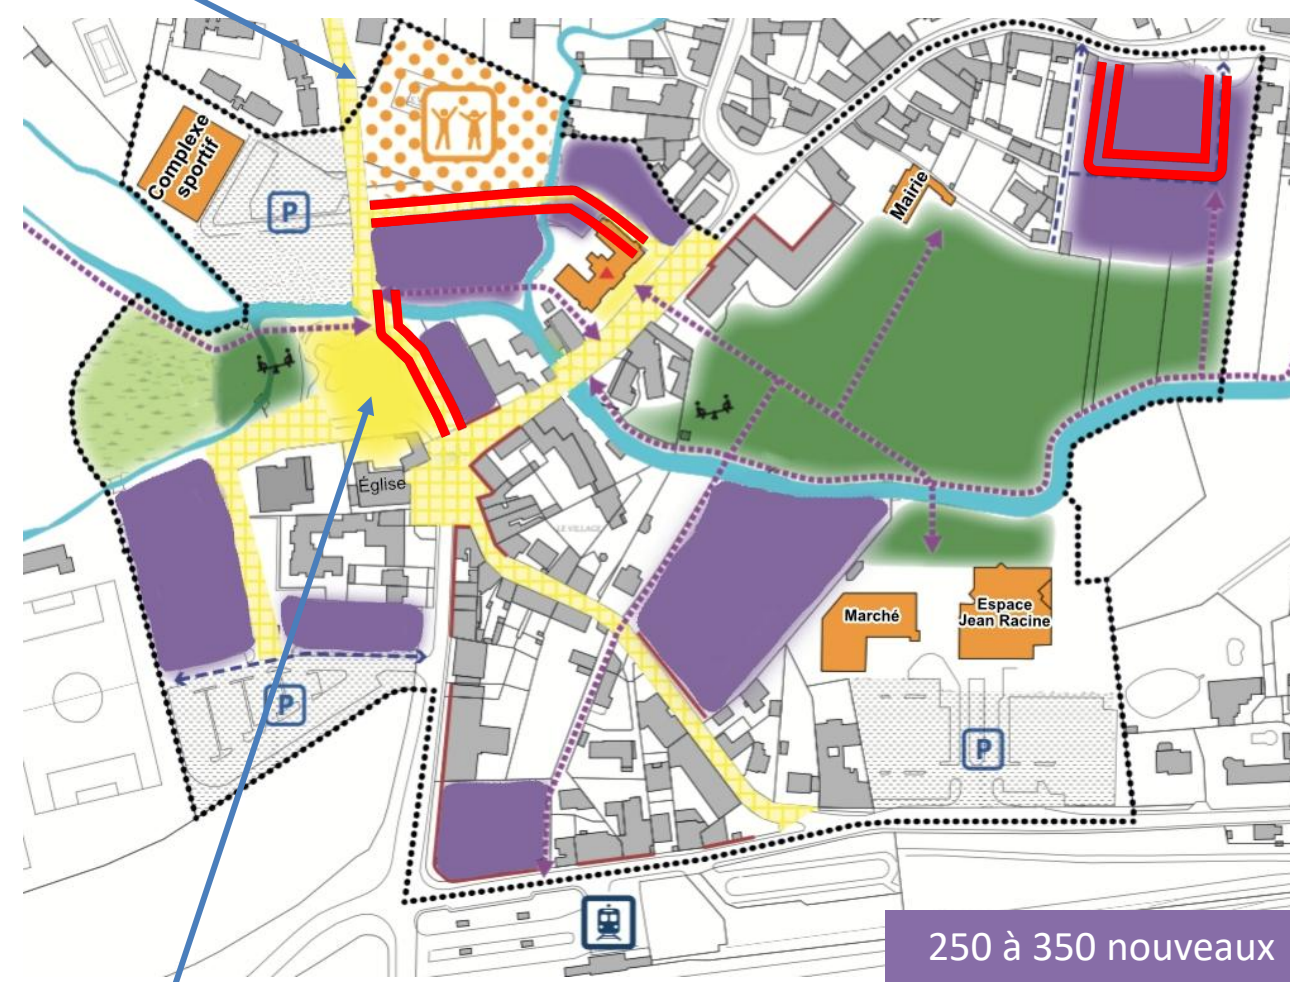 Complexe
sportif
P
Mairie
Église
LE VILLAGE
Marché
Espace
Jean Racine
P
P
250 à 350 nouveaux